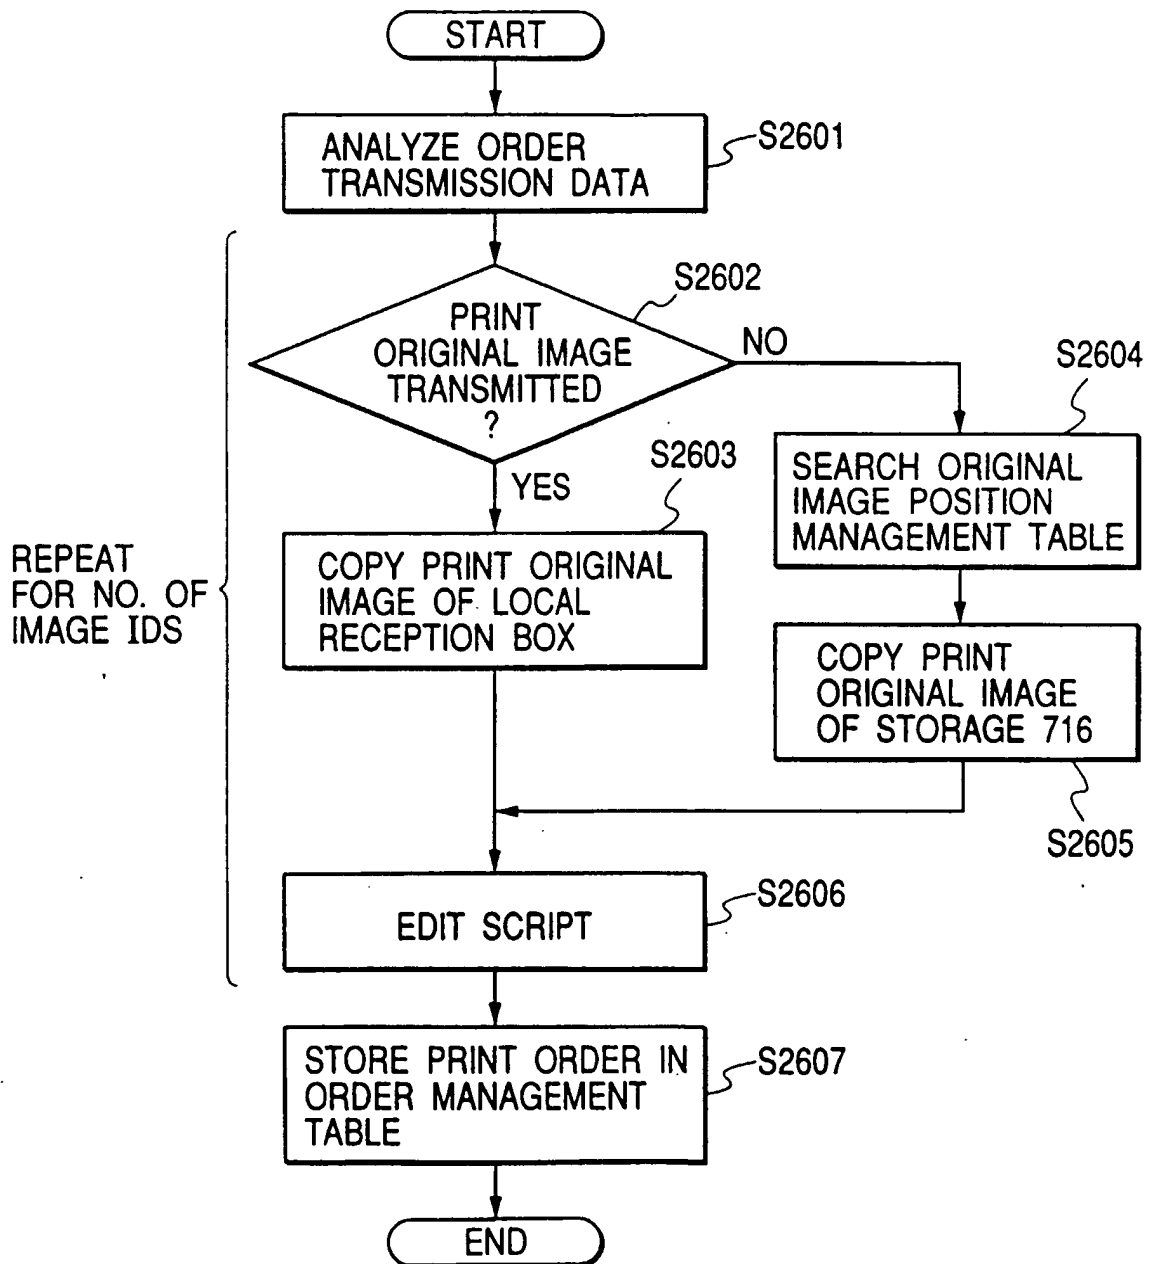 START
ANALYZE ORDER
TRANSMISSION DATA
S2601
PRINT
ORIGINAL IMAGE
TRANSMITTED
?
S2602
NO
YES
S2603
COPY PRINT ORIGINAL
IMAGE OF LOCAL
RECEPTION BOX
S2604
SEARCH ORIGINAL
IMAGE POSITION
MANAGEMENT TABLE
COPY PRINT
ORIGINAL IMAGE
OF STORAGE 716
S2605
REPEAT
FOR NO. OF
IMAGE IDS
EDIT SCRIPT
S2606
STORE PRINT ORDER IN
ORDER MANAGEMENT
TABLE
S2607
END